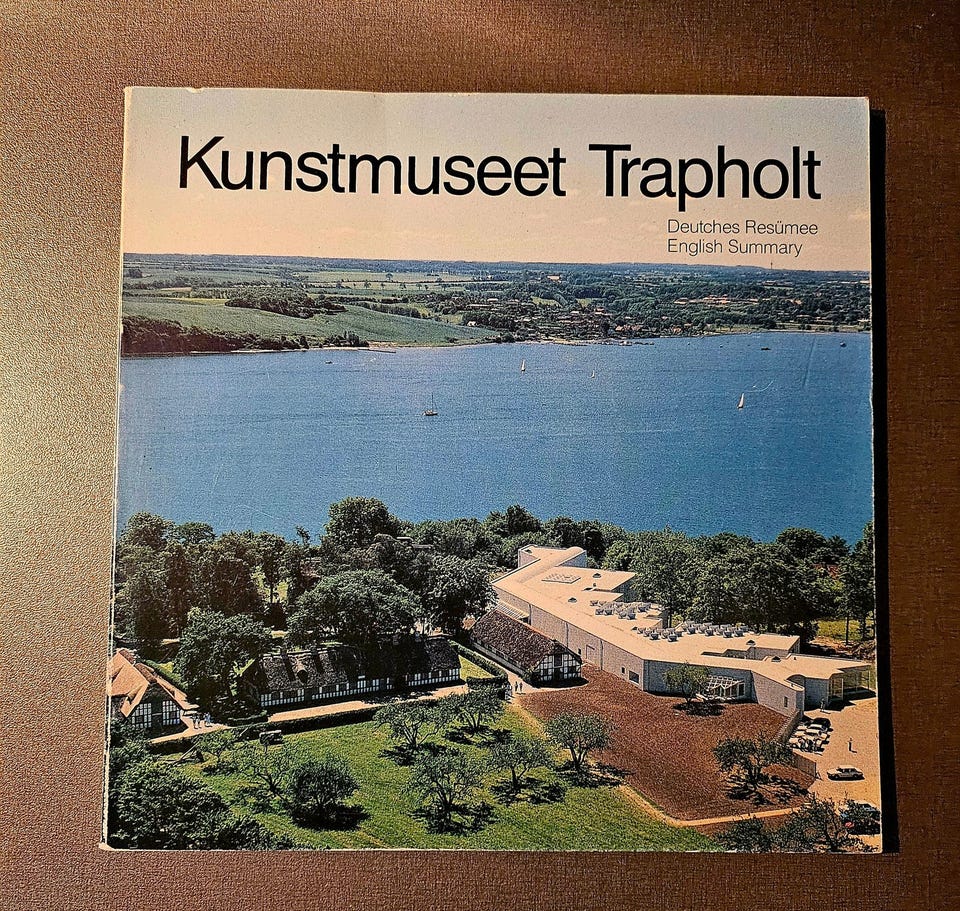 Kunstmuseet Trapholt
Deutches Resümee
English Summary